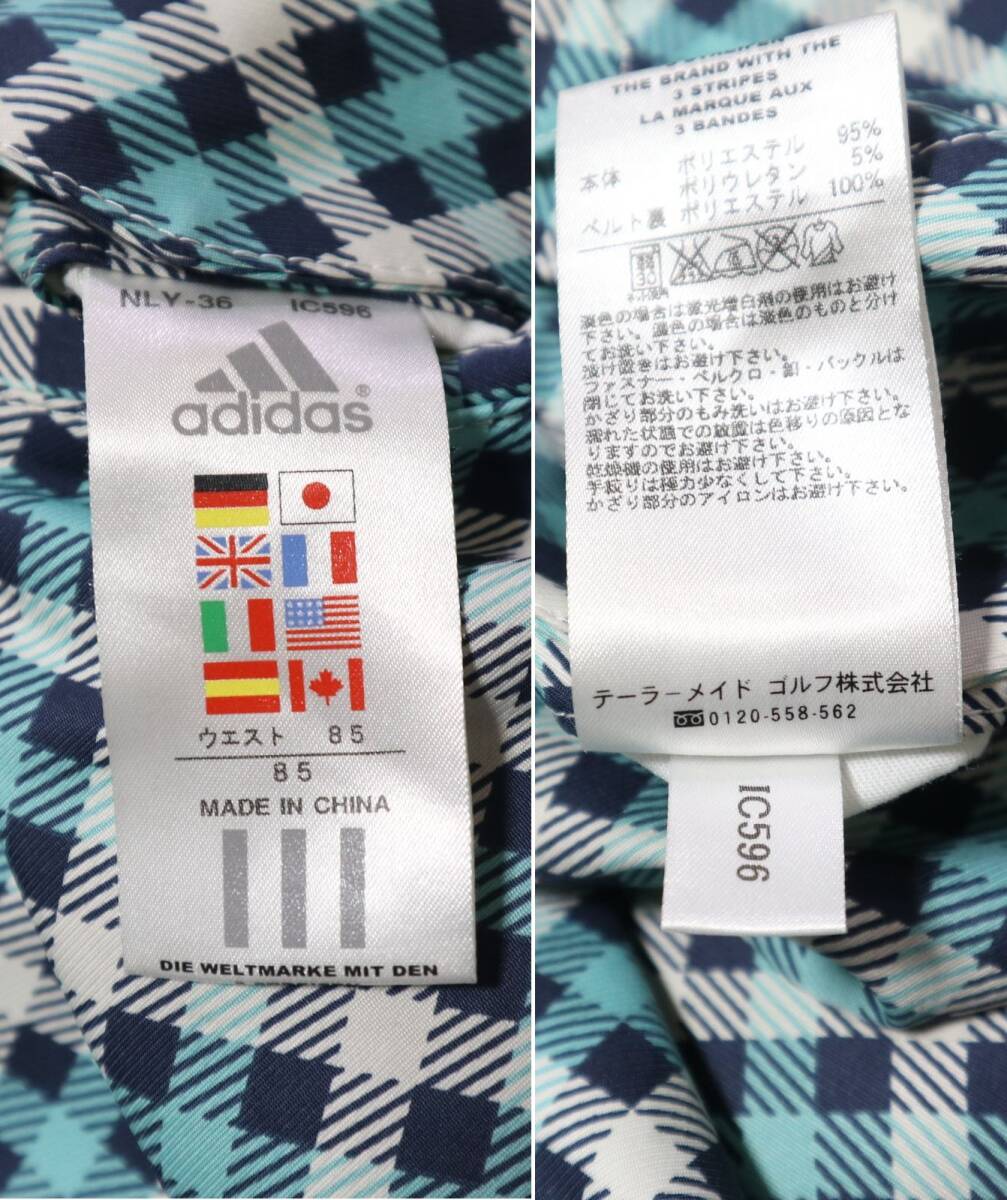 NLY-36 IC596
adidas®
ウエスト 85
85
MADE IN CHINA
DIE WELTMARKE MIT DEN
THE BRAND WITH THE
3 STRIPES
LA MARQUE AUX
3 BANDES
本体 ポリエステル 95%
ポリウレタン 5%
ベルト裏 ポリエステル 100%
30
淡色の場合は蛍光増白剤の使用はお避け
下さい。濃色の場合は淡色のものと分け
てお洗い下さい。
漬け置きはお避け下さい。
ファスナー・ベルクロ・釦・バックルは
閉じてお洗い下さい。
かざり部分のもみ洗いはお避け下さい。
濡れた状態での放置は色移りの原因とな
りますのでお避け下さい。
乾燥機の使用はお避け下さい。
手絞りは極力少なくして下さい。
かざり部分のアイロンはお避け下さい。
テーラーメイド ゴルフ株式会社
0120-558-562
IC596